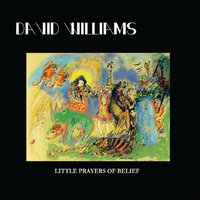 DAVID WILLIAMS
LITTLE PRAYERS OF BELIEF